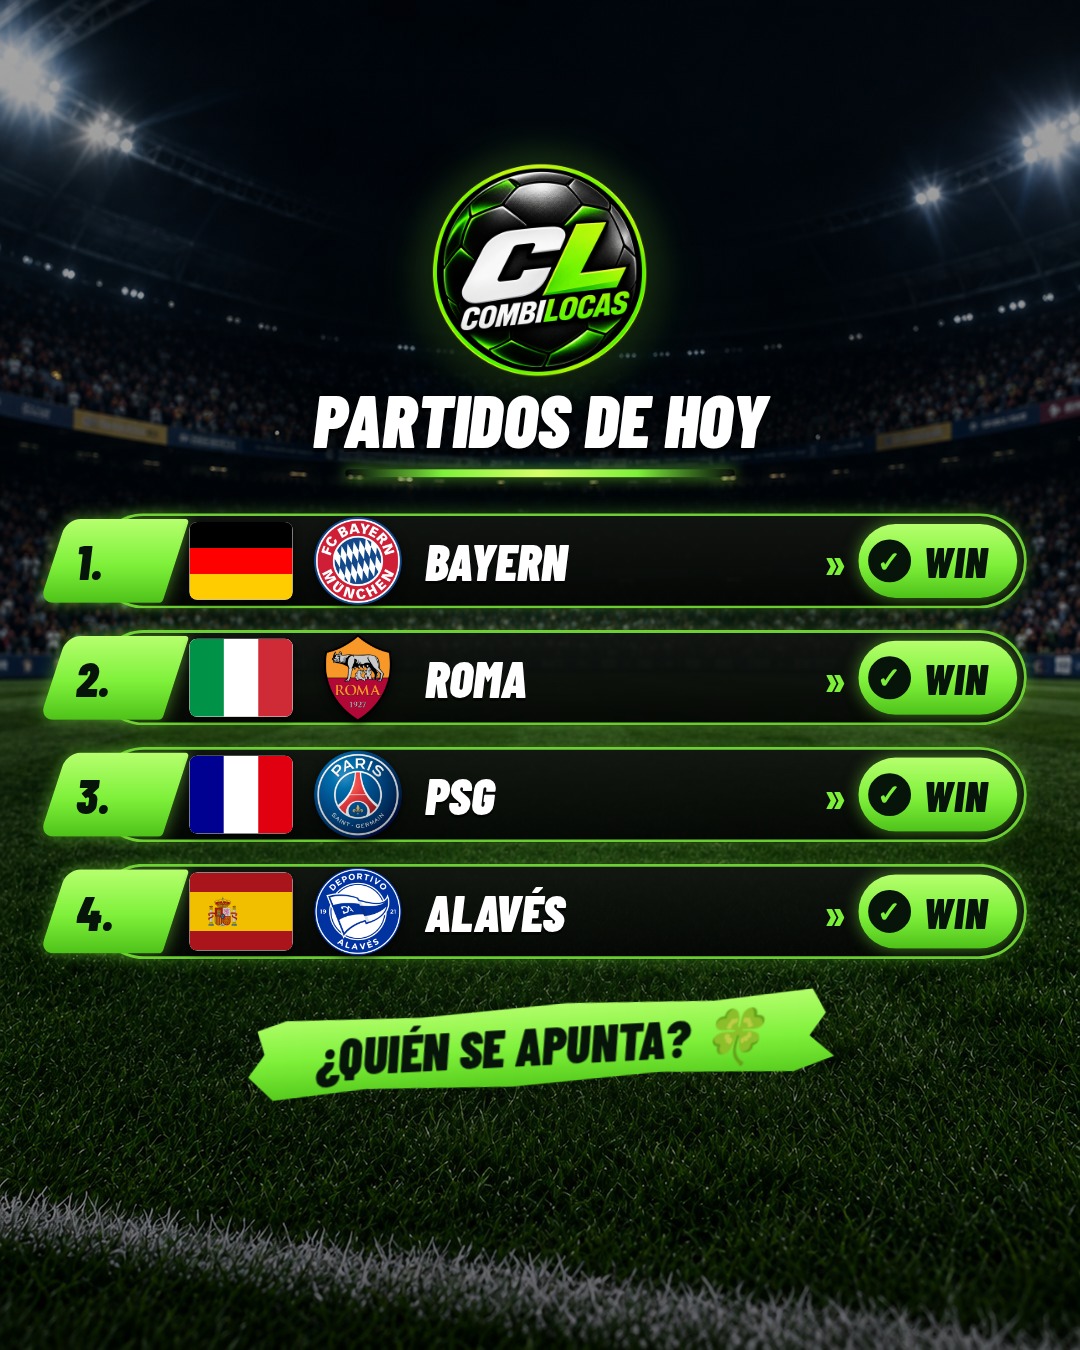 CL
COMBILOCAS
PARTIDOS DE HOY
1. FC BAYERN MÜNCHEN BAYERN » ✓ WIN
2. ROMA 1927 ROMA » ✓ WIN
3. PARIS SAINT-GERMAIN PSG » ✓ WIN
4. DEPORTIVO 19 DA 21 ALAVÉS ALAVÉS » ✓ WIN
¿QUIÉN SE APUNTA? 🍀